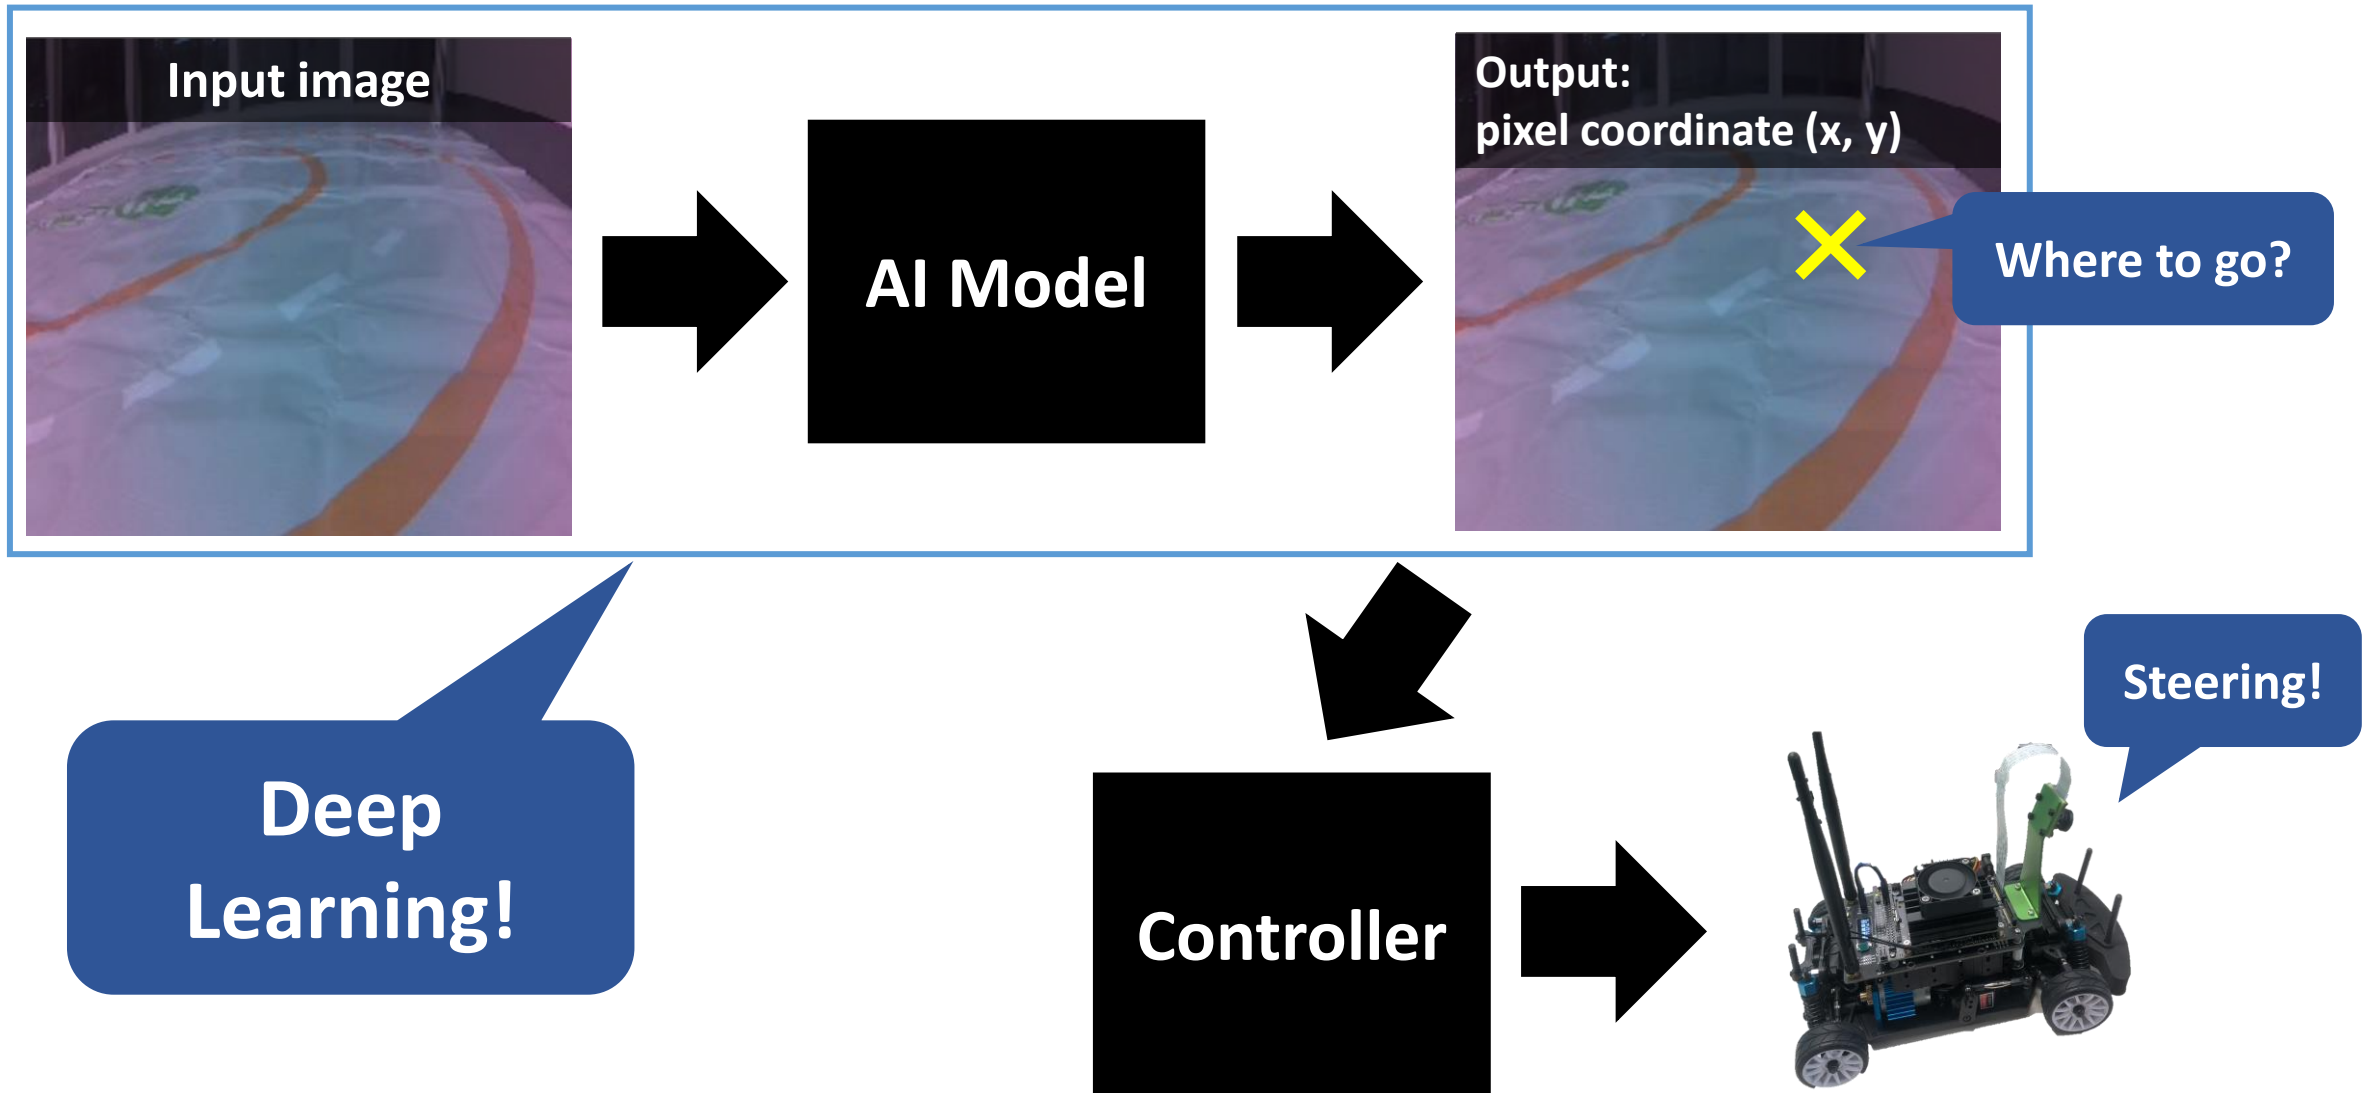 Input image
AI Model
Output:
pixel coordinate (x, y)
Where to go?
Deep
Learning!
Steering!
Controller